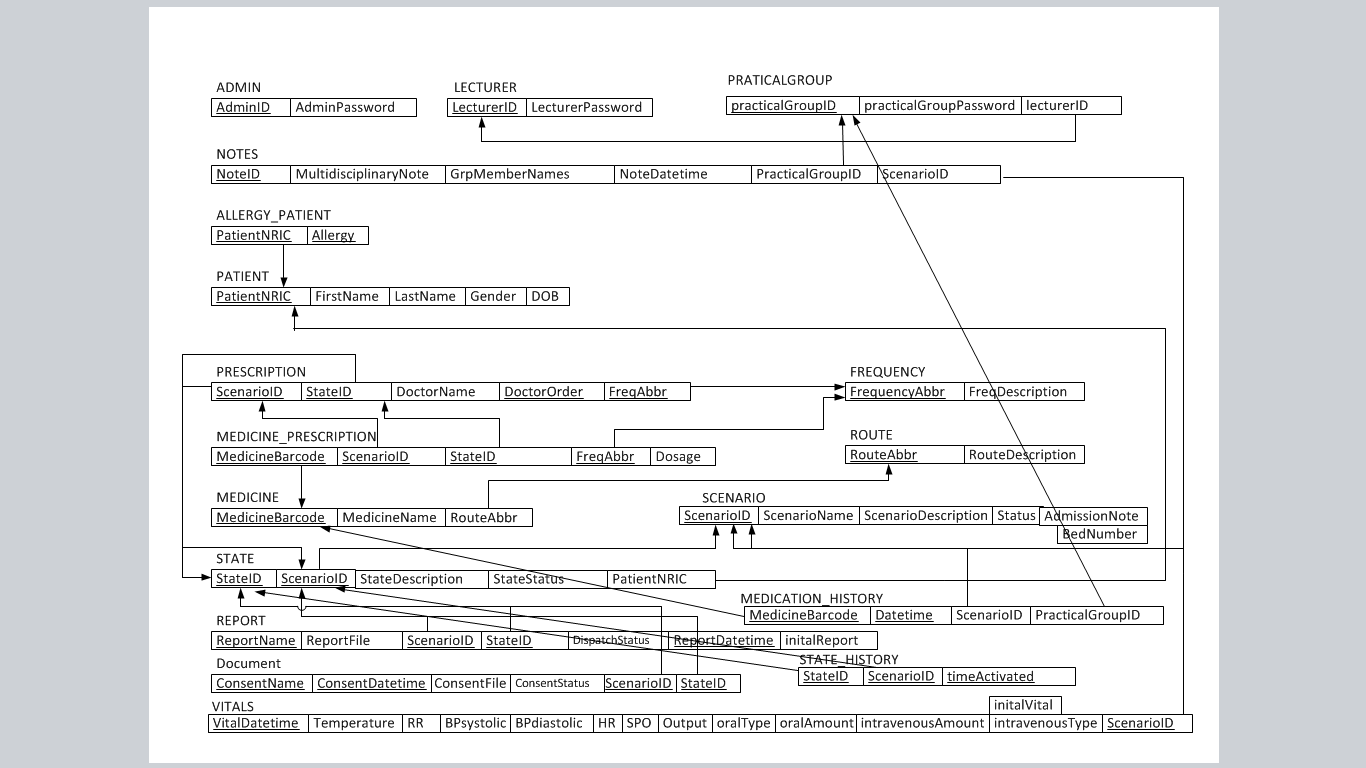 PRATICALGROUP
ADMIN LECTURER
AdminID AdminPassword LecturerID LecturerPassword practicalGroupID practicalGroupPassword lecturerID
NOTES
NoteID MultidisciplinaryNote GrpMemberNames NoteDatetime PracticalGroupID ScenarioID
ALLERGY_PATIENT
PatientNRIC Allergy
PATIENT
PatientNRIC FirstName LastName Gender DOB
PRESCRIPTION FREQUENCY
ScenarioID StateID DoctorName DoctorOrder FreqAbbr FrequencyAbbr FreqDescription
MEDICINE_PRESCRIPTION ROUTE
MedicineBarcode ScenarioID StateID FreqAbbr Dosage RouteAbbr RouteDescription
MEDICINE SCENARIO
MedicineBarcode MedicineName RouteAbbr ScenarioID ScenarioName ScenarioDescription Status AdmissionNote
BedNumber
STATE
StateID ScenarioID StateDescription StateStatus PatientNRIC
MEDICATION_HISTORY
MedicineBarcode Datetime ScenarioID PracticalGroupID
REPORT
ReportName ReportFile ScenarioID StateID DispatchStatus ReportDatetime initalReport
Document STATE_HISTORY
StateID ScenarioID timeActivated
ConsentName ConsentDatetime ConsentFile ConsentStatus ScenarioID StateID
VITALS initalVital
VitalDatetime Temperature RR BPsystolic BPdiastolic HR SPO Output oralType oralAmount intravenousAmount intravenousType ScenarioID